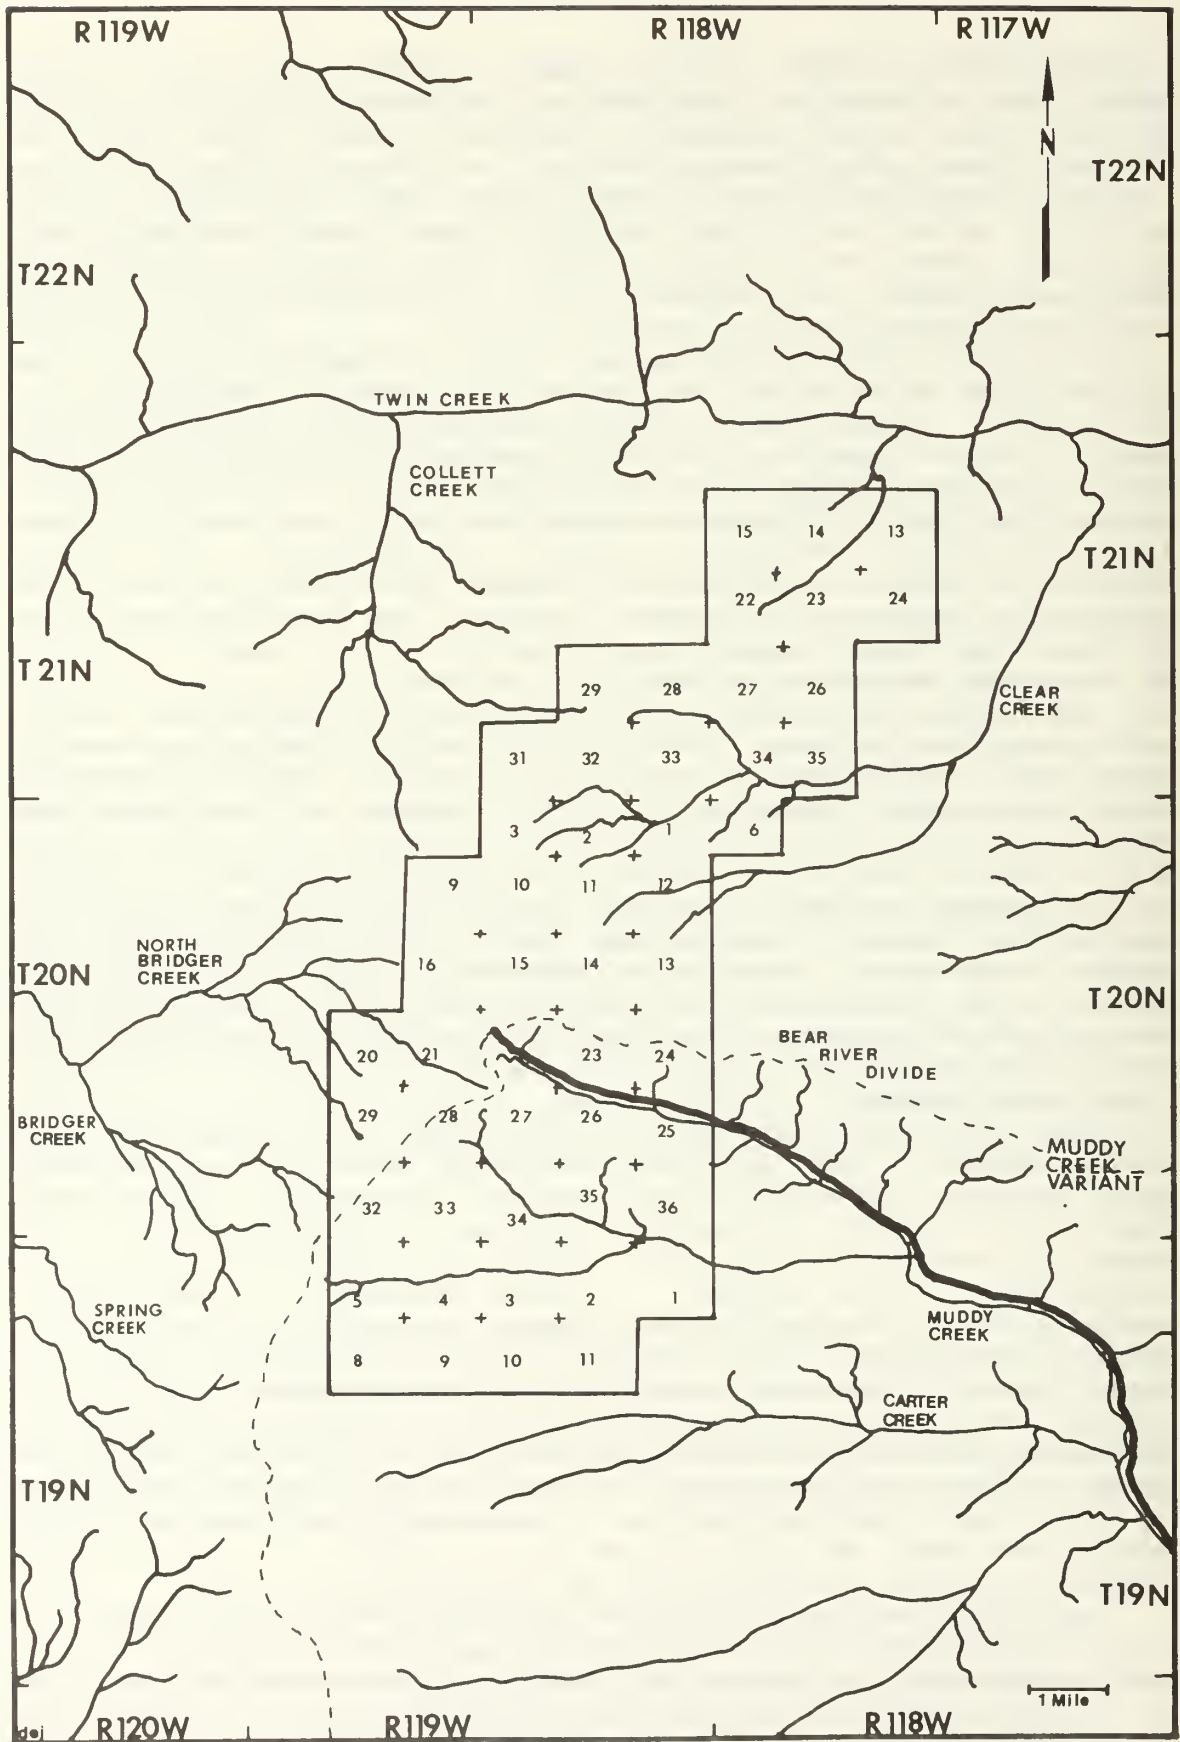 R119W R118W R117W
N
T22N
T22N
TWIN CREEK
COLLETT
CREEK
15 14 13
T21N
22 23 24
T21N
29 28 27 26
CLEAR
CREEK
31 32 33 34 35
3 2 1 6
9 10 11 12
NORTH
BRIDGER
CREEK
16 15 14 13
T20N
T20N
BEAR
RIVER
DIVIDE
20 21 23 24
BRIDGER
CREEK
29 28 27 26 25
MUDDY
CREEK
VARIANT
32 33 34 35 36
SPRING
CREEK
5 4 3 2 1
MUDDY
CREEK
8 9 10 11
CARTER
CREEK
T19N
T19N
1 Mile
dej
R120W R119W R118W